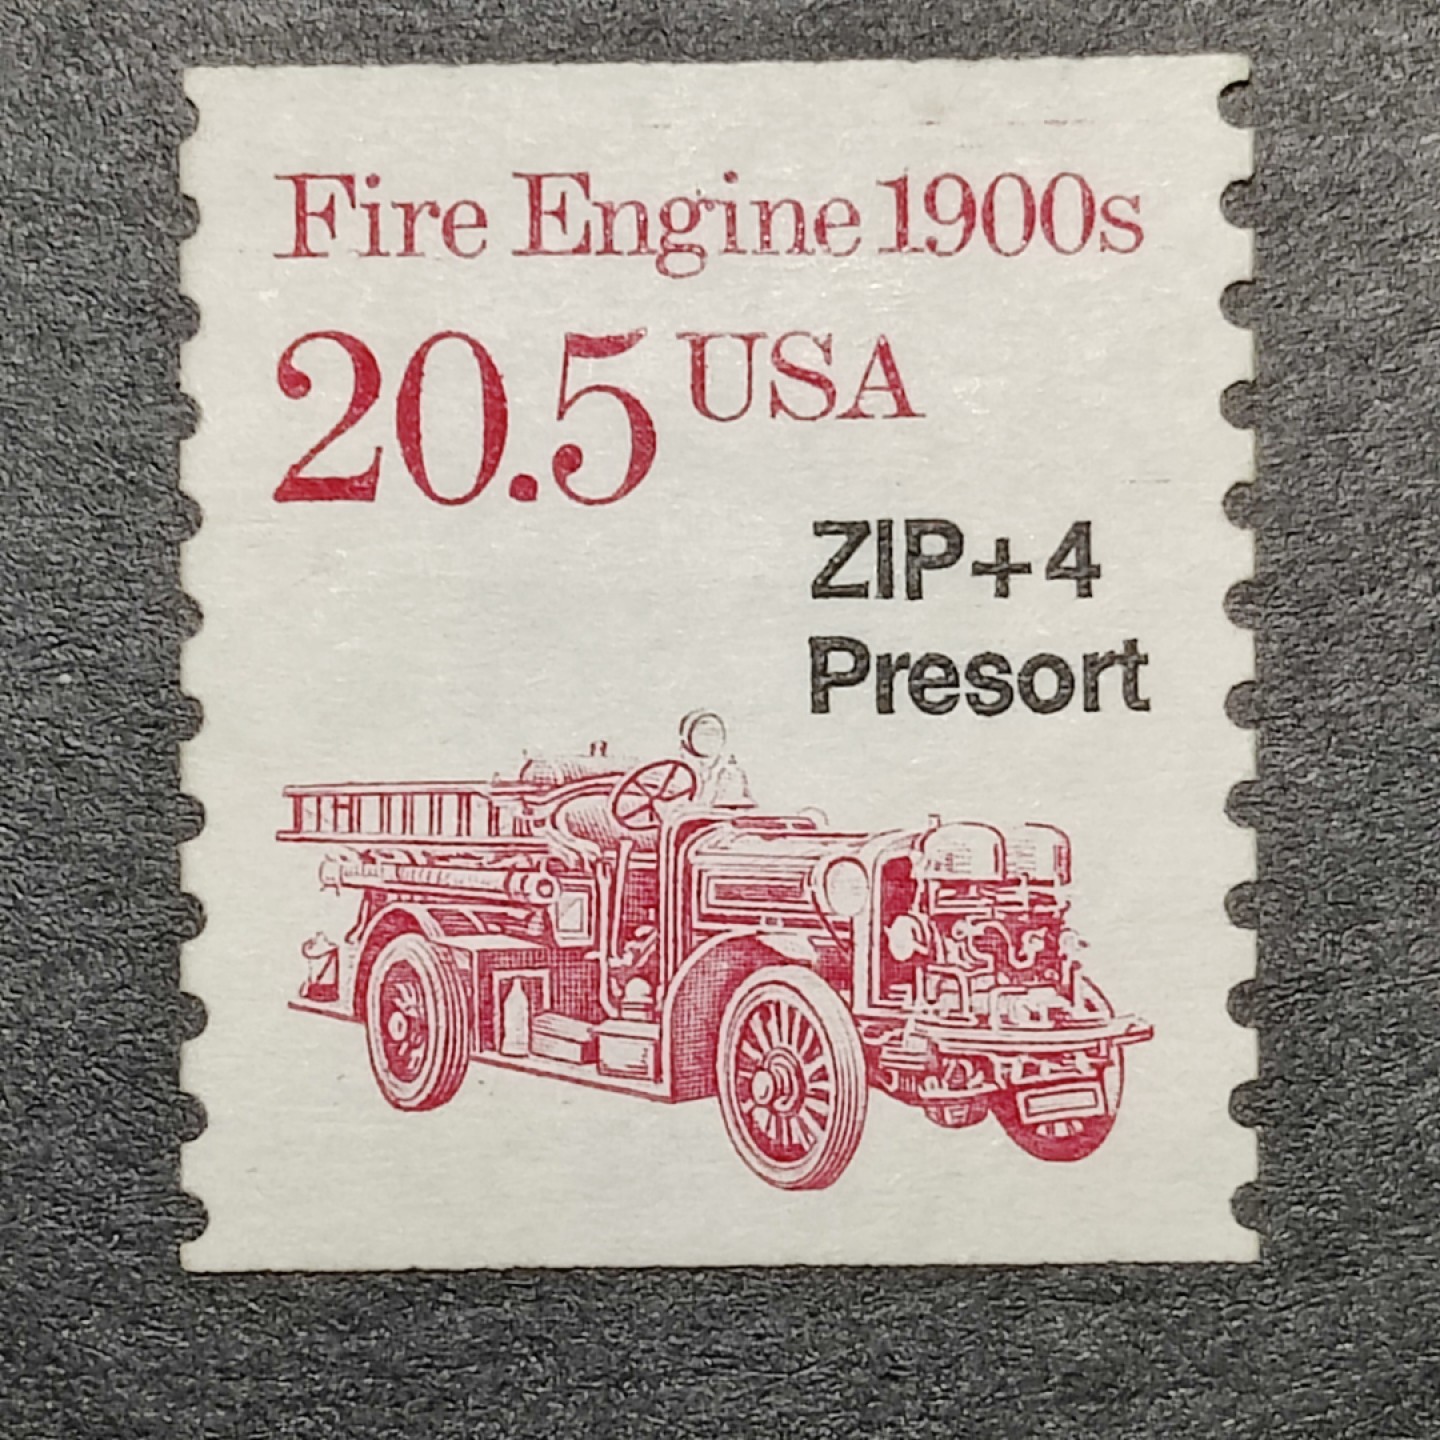 Fire Engine 1900s
20.5 USA
ZIP+4
Presort